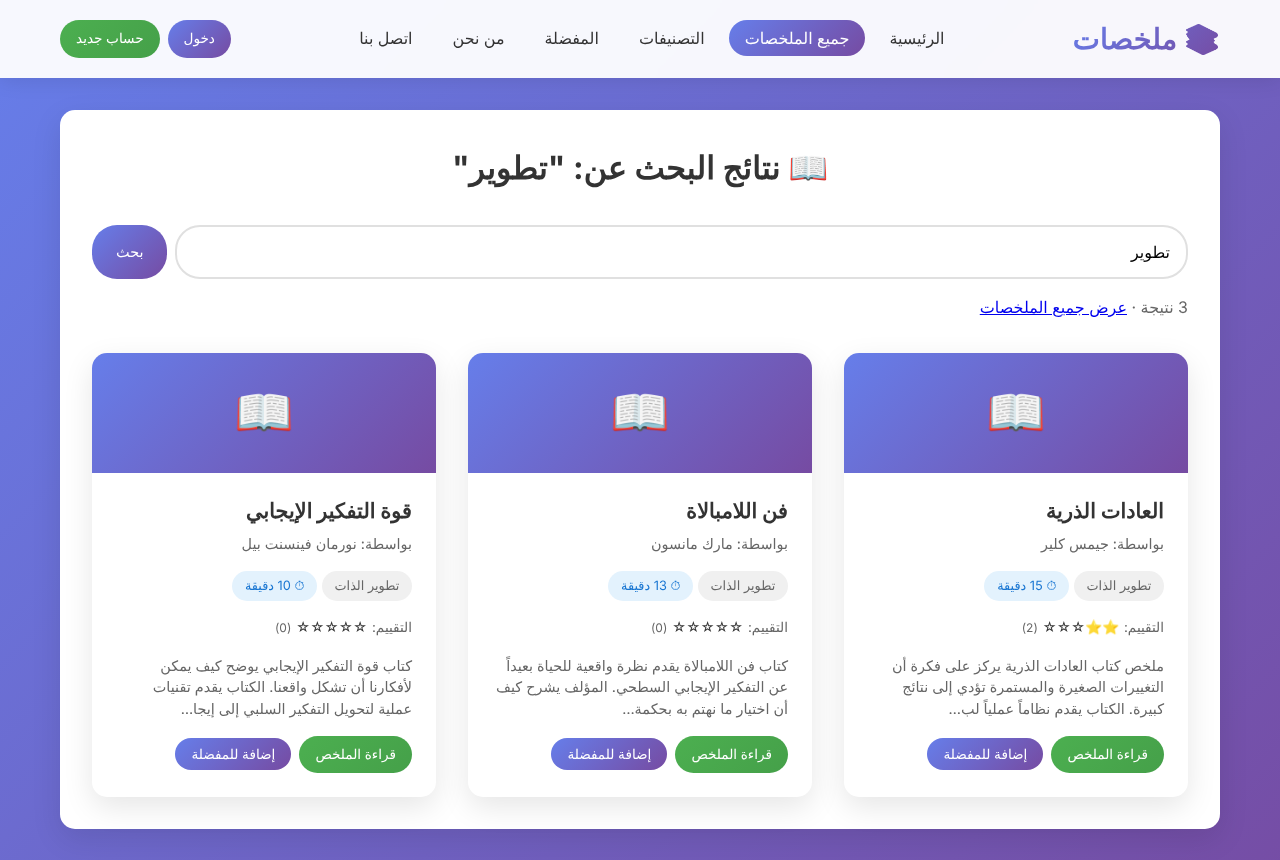 ملخصات
الرئيسية
جميع الملخصات
التصنيفات
المفضلة
من نحن
اتصل بنا
دخول
حساب جديد
📖 نتائج البحث عن: "تطوير"
تطوير
بحث
3 نتيجة · عرض جميع الملخصات
العادات الذرية
بواسطة: جيمس كلير
تطوير الذات
⏱ 15 دقيقة
التقييم: ⭐⭐☆☆☆ (2)
ملخص كتاب العادات الذرية يركز على فكرة أن
التغييرات الصغيرة والمستمرة تؤدي إلى نتائج
كبيرة. الكتاب يقدم نظاماً عملياً لب...
قراءة الملخص
إضافة للمفضلة
فن اللامبالاة
بواسطة: مارك مانسون
تطوير الذات
⏱ 13 دقيقة
التقييم: ☆☆☆☆☆ (0)
كتاب فن اللامبالاة يقدم نظرة واقعية للحياة بعيداً
عن التفكير الإيجابي السطحي. المؤلف يشرح كيف
أن اختيار ما نهتم به بحكمة...
قراءة الملخص
إضافة للمفضلة
قوة التفكير الإيجابي
بواسطة: نورمان فينسنت بيل
تطوير الذات
⏱ 10 دقيقة
التقييم: ☆☆☆☆☆ (0)
كتاب قوة التفكير الإيجابي يوضح كيف يمكن
لأفكارنا أن تشكل واقعنا. الكتاب يقدم تقنيات
عملية لتحويل التفكير السلبي إلى إيجا...
قراءة الملخص
إضافة للمفضلة